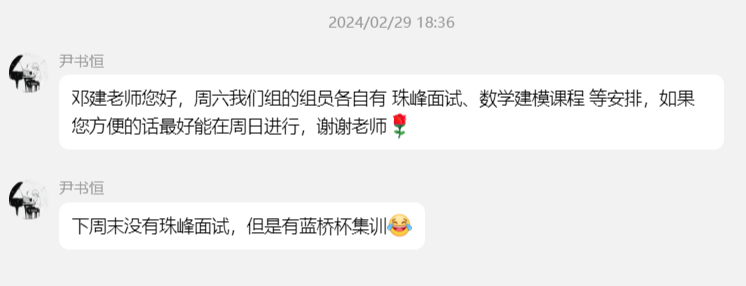 2024/02/29 18:36
尹书恒
邓建老师您好，周六我们组的组员各自有 珠峰面试、数学建模课程 等安排，如果
您方便的话最好能在周日进行，谢谢老师🌹
尹书恒
下周末没有珠峰面试，但是有蓝桥杯集训😂